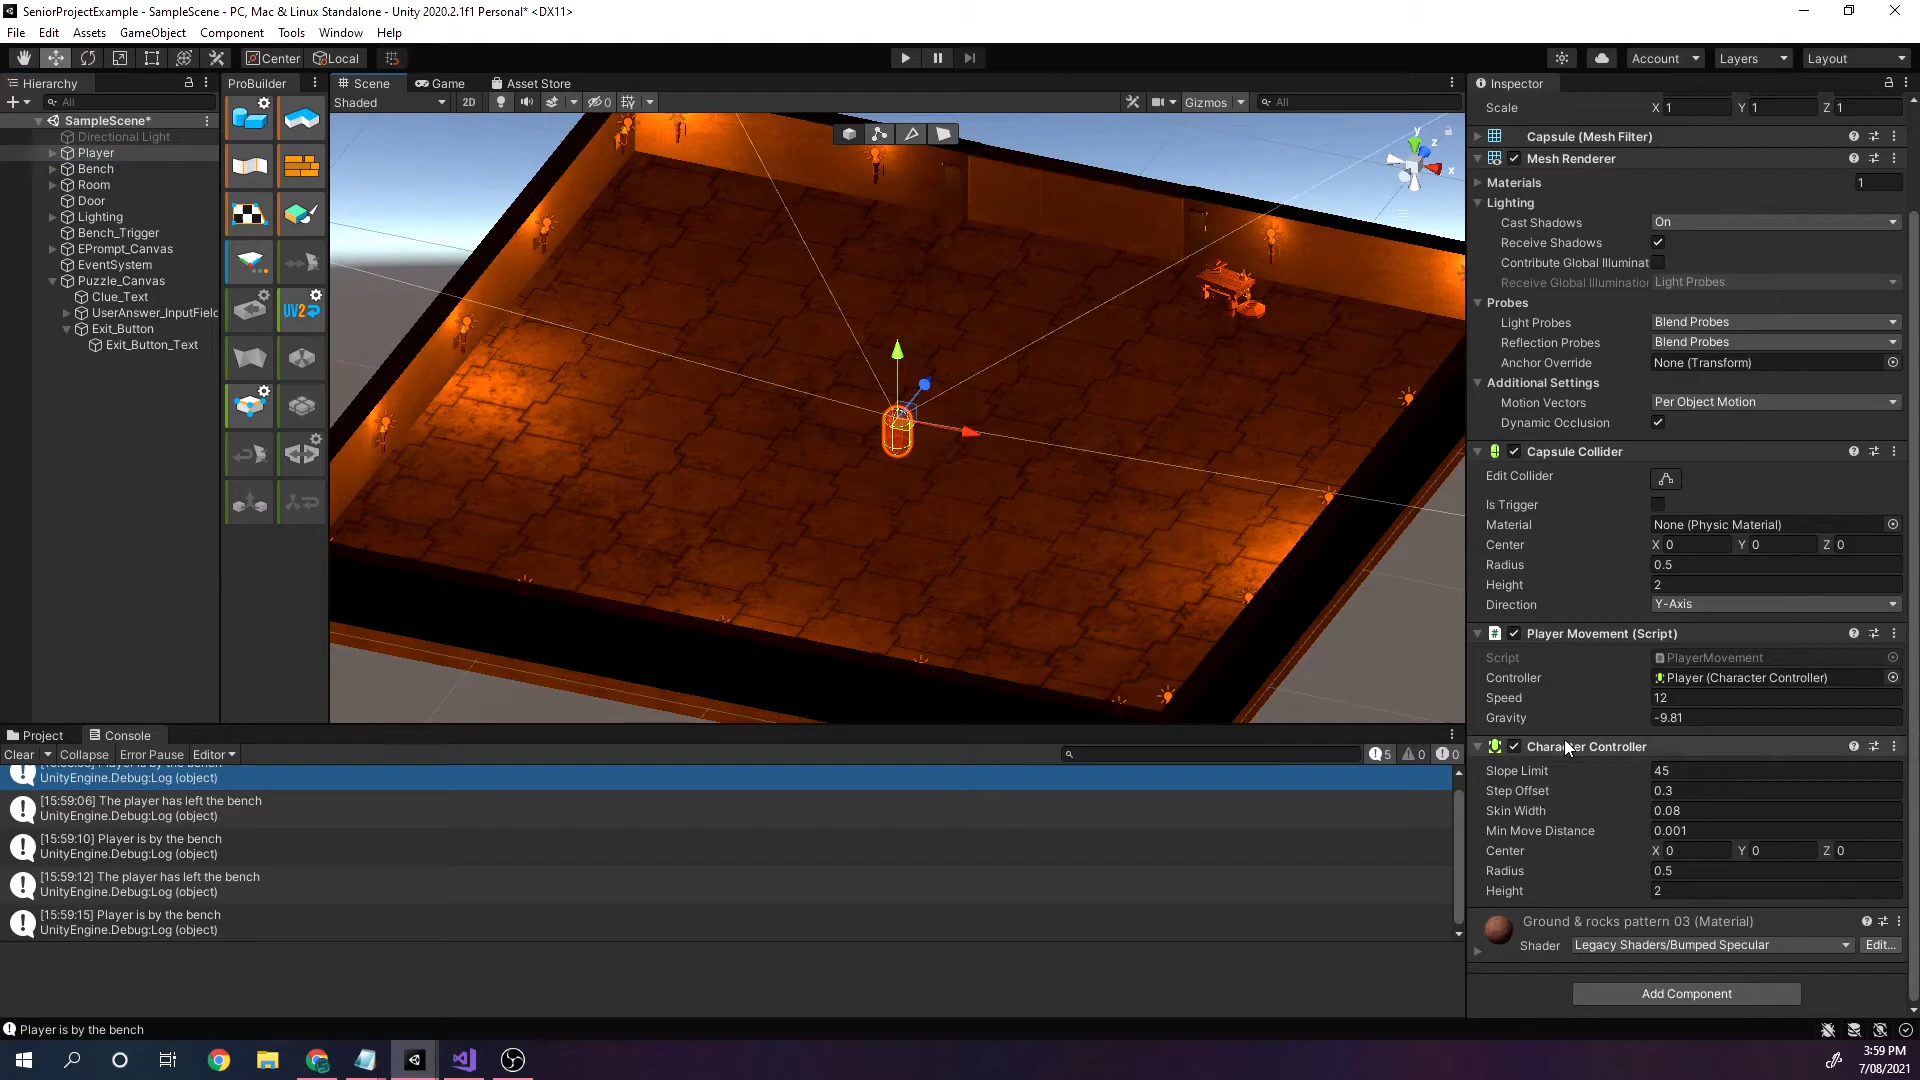 SeniorProjectExample - SampleScene - PC, Mac & Linux Standalone - Unity 2020.2.1f1 Personal* <DX11>
File Edit Assets GameObject Component Tools Window Help
Center Local Account Layers Layout
Hierarchy
All
SampleScene*
Directional Light
Player
Bench
Room
Door
Lighting
Bench_Trigger
EPrompt_Canvas
EventSystem
Puzzle_Canvas
Clue_Text
UserAnswer_InputField
Exit_Button
Exit_Button_Text
ProBuilder
UV2
Scene Game Asset Store
Shaded 2D 0 Gizmos All
y
z
x
Inspector
Scale X 1 Y 1 Z 1
Capsule (Mesh Filter)
Mesh Renderer
Materials 1
Lighting
Cast Shadows On
Receive Shadows
Contribute Global Illuminat
Receive Global Illumination Light Probes
Probes
Light Probes Blend Probes
Reflection Probes Blend Probes
Anchor Override None (Transform)
Additional Settings
Motion Vectors Per Object Motion
Dynamic Occlusion
Capsule Collider
Edit Collider
Is Trigger
Material None (Physic Material)
Center X 0 Y 0 Z 0
Radius 0.5
Height 2
Direction Y-Axis
# Player Movement (Script)
Script PlayerMovement
Controller Player (Character Controller)
Speed 12
Gravity -9.81
Character Controller
Slope Limit 45
Step Offset 0.3
Skin Width 0.08
Min Move Distance 0.001
Center X 0 Y 0 Z 0
Radius 0.5
Height 2
Ground & rocks pattern 03 (Material)
Shader Legacy Shaders/Bumped Specular Edit...
Add Component
Project Console
Clear Collapse Error Pause Editor 5 0 0
UnityEngine.Debug:Log (object)
[15:59:06] The player has left the bench
UnityEngine.Debug:Log (object)
[15:59:10] Player is by the bench
UnityEngine.Debug:Log (object)
[15:59:12] The player has left the bench
UnityEngine.Debug:Log (object)
[15:59:15] Player is by the bench
UnityEngine.Debug:Log (object)
Player is by the bench
3:59 PM
7/08/2021